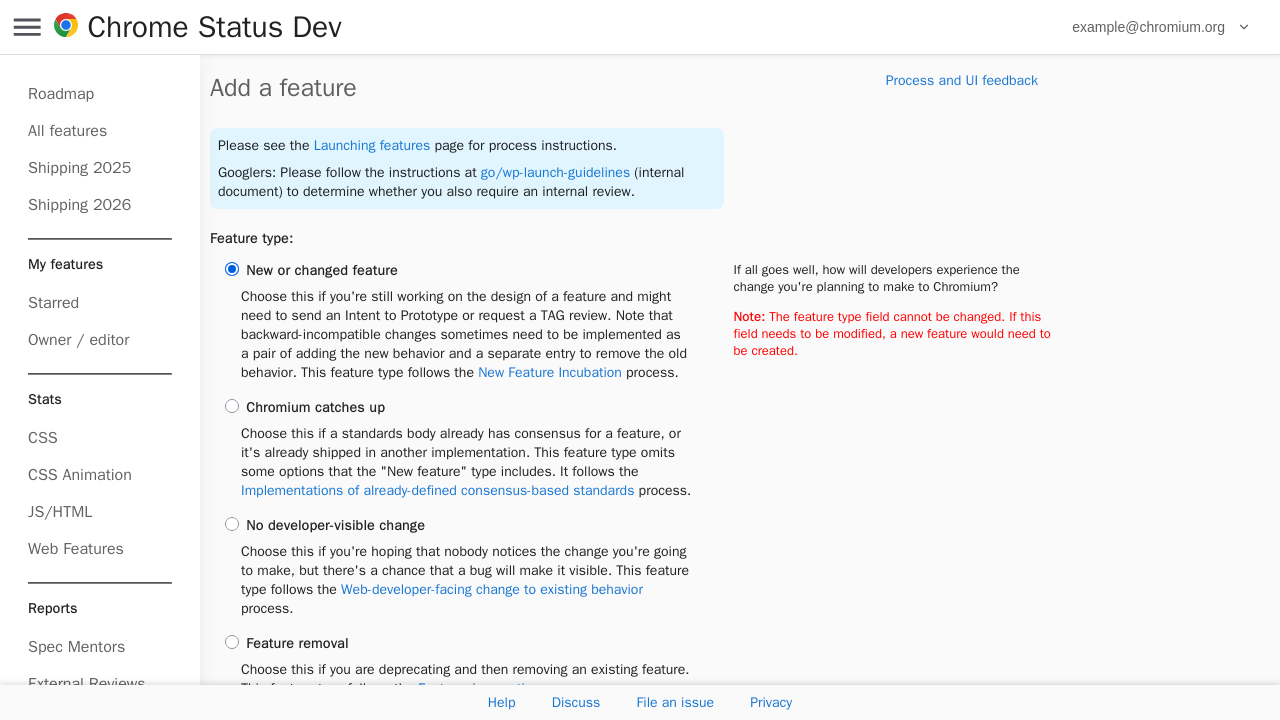 Chrome Status Dev
example@chromium.org
Roadmap
All features
Shipping 2025
Shipping 2026
My features
Starred
Owner / editor
Stats
CSS
CSS Animation
JS/HTML
Web Features
Reports
Spec Mentors
External Reviews
Add a feature
Process and UI feedback
Please see the Launching features page for process instructions.
Googlers: Please follow the instructions at go/wp-launch-guidelines (internal
document) to determine whether you also require an internal review.
Feature type:
New or changed feature
Choose this if you're still working on the design of a feature and might
need to send an Intent to Prototype or request a TAG review. Note that
backward-incompatible changes sometimes need to be implemented as
a pair of adding the new behavior and a separate entry to remove the old
behavior. This feature type follows the New Feature Incubation process.
If all goes well, how will developers experience the
change you're planning to make to Chromium?
Note: The feature type field cannot be changed. If this
field needs to be modified, a new feature would need to
be created.
Chromium catches up
Choose this if a standards body already has consensus for a feature, or
it's already shipped in another implementation. This feature type omits
some options that the "New feature" type includes. It follows the
Implementations of already-defined consensus-based standards process.
No developer-visible change
Choose this if you're hoping that nobody notices the change you're going
to make, but there's a chance that a bug will make it visible. This feature
type follows the Web-developer-facing change to existing behavior
process.
Feature removal
Choose this if you are deprecating and then removing an existing feature.
Help
Discuss
File an issue
Privacy